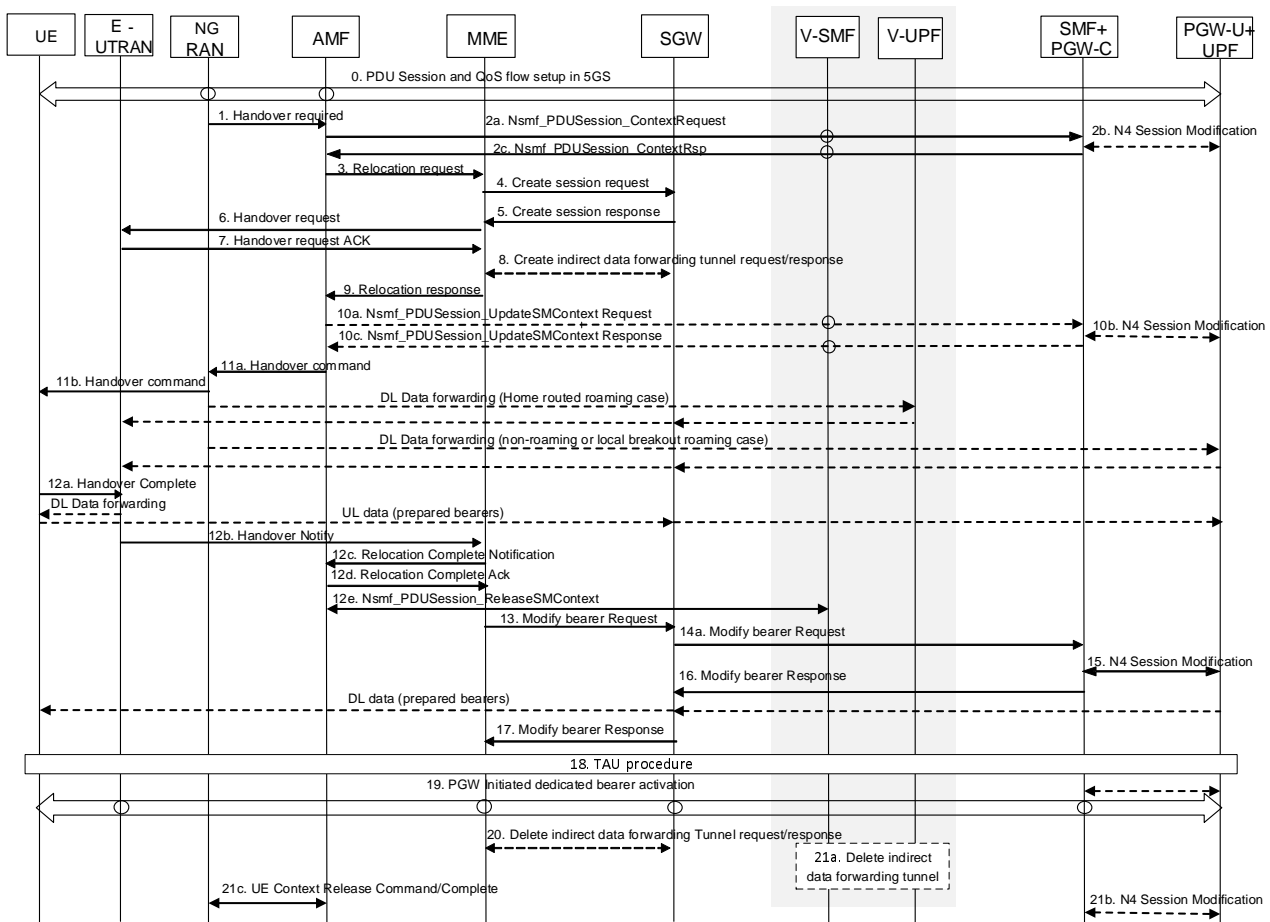 UE
E -
UTRAN
NG
RAN
AMF
MME
SGW
V-SMF
V-UPF
SMF+
PGW-C
PGW-U+
UPF
0. PDU Session and QoS flow setup in 5GS
1. Handover required
2a. Nsmf_PDUSession_ContextRequest
2b. N4 Session Modification
2c. Nsmf_PDUSession_ContextRsp
3. Relocation request
4. Create session request
5. Create session response
6. Handover request
7. Handover request ACK
8. Create indirect data forwarding tunnel request/response
9. Relocation response
10a. Nsmf_PDUSession_UpdateSMContext Request
10b. N4 Session Modification
10c. Nsmf_PDUSession_UpdateSMContext Response
11a. Handover command
11b. Handover command
DL Data forwarding (Home routed roaming case)
DL Data forwarding (non-roaming or local breakout roaming case)
12a. Handover Complete
DL Data forwarding
UL data (prepared bearers)
12b. Handover Notify
12c. Relocation Complete Notification
12d. Relocation Complete Ack
12e. Nsmf_PDUSession_ReleaseSMContext
13. Modify bearer Request
14a. Modify bearer Request
15. N4 Session Modification
16. Modify bearer Response
DL data (prepared bearers)
17. Modify bearer Response
18. TAU procedure
19. PGW Initiated dedicated bearer activation
20. Delete indirect data forwarding Tunnel request/response
21a. Delete indirect
data forwarding tunnel
21c. UE Context Release Command/Complete
21b. N4 Session Modification